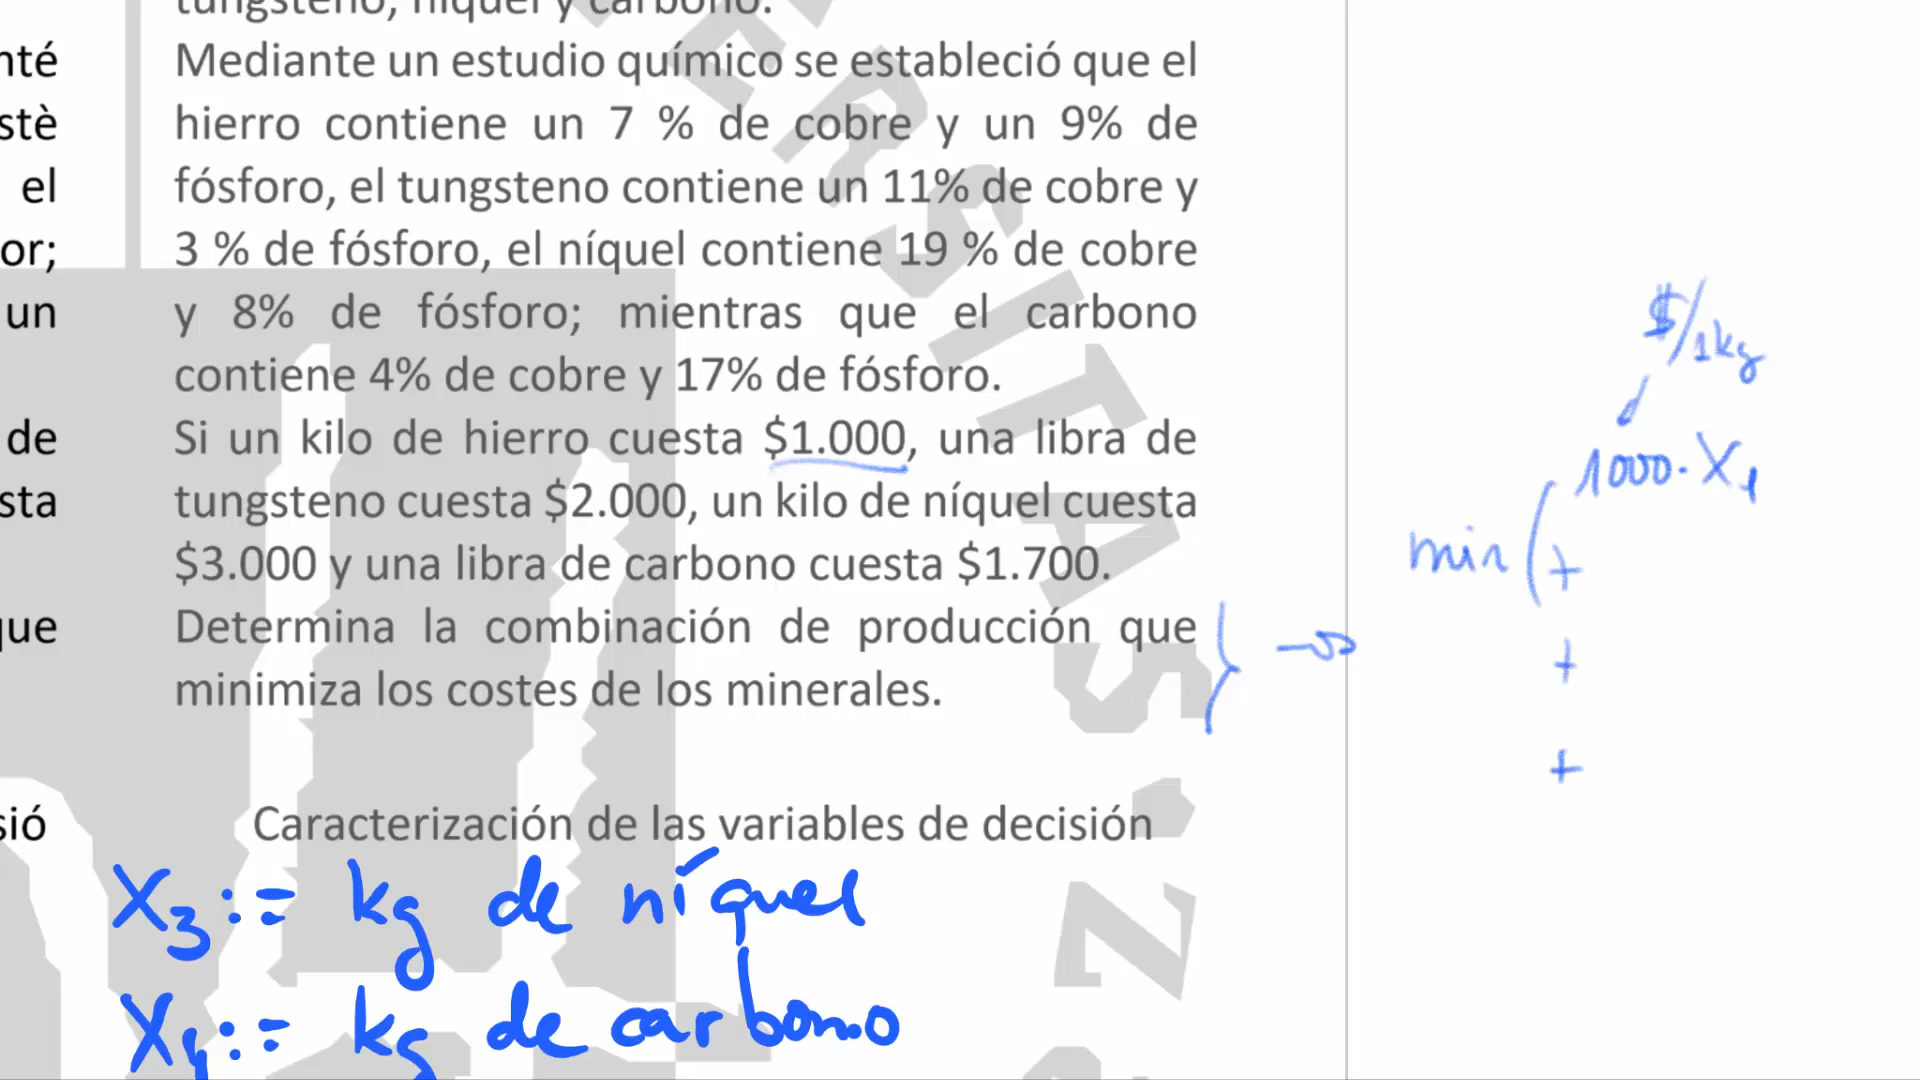 tungsteno, níquel y carbono.
nté
Mediante un estudio químico se estableció que el
stè
hierro contiene un 7 % de cobre y un 9% de
el
fósforo, el tungsteno contiene un 11% de cobre y
or;
3 % de fósforo, el níquel contiene 19 % de cobre
un
y 8% de fósforo; mientras que el carbono
contiene 4% de cobre y 17% de fósforo.
de
Si un kilo de hierro cuesta $1.000, una libra de
sta
tungsteno cuesta $2.000, un kilo de níquel cuesta
$3.000 y una libra de carbono cuesta $1.700.
que
Determina la combinación de producción que
minimiza los costes de los minerales.
sió
Caracterización de las variables de decisión
X3 := kg de níquel
X4 := kg de carbono
$/1kg
1000·X1
min ( +
+
+
ERSITAS